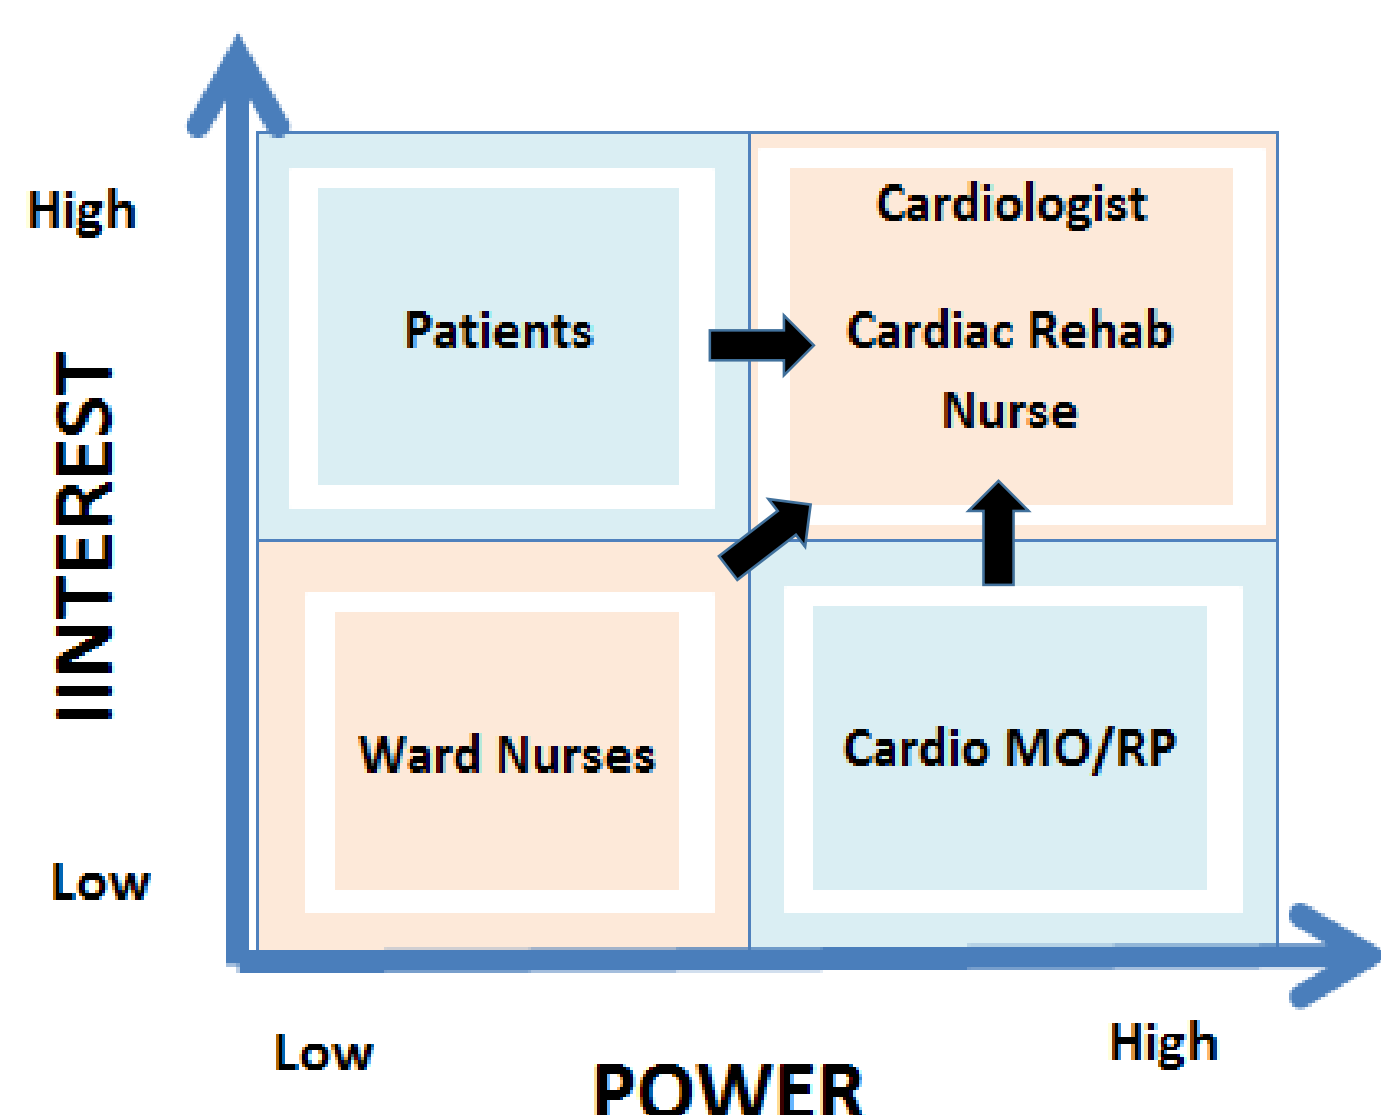 High
Cardiologist
Patients
Cardiac Rehab
Nurse
IINTEREST
Ward Nurses
Cardio MO/RP
Low
Low
High
POWER